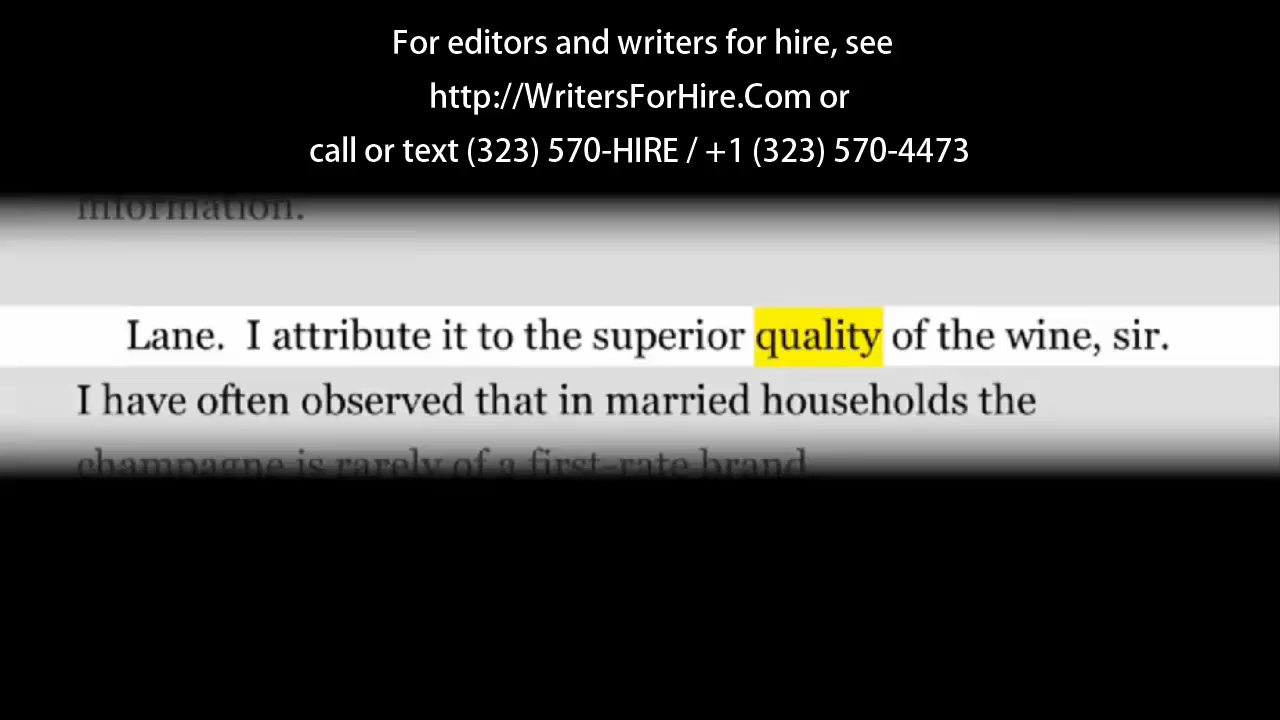 For editors and writers for hire, see
http://WritersForHire.Com or
call or text (323) 570-HIRE / +1 (323) 570-4473
information.
Lane.  I attribute it to the superior quality of the wine, sir.
I have often observed that in married households the
champagne is rarely of a first-rate brand.